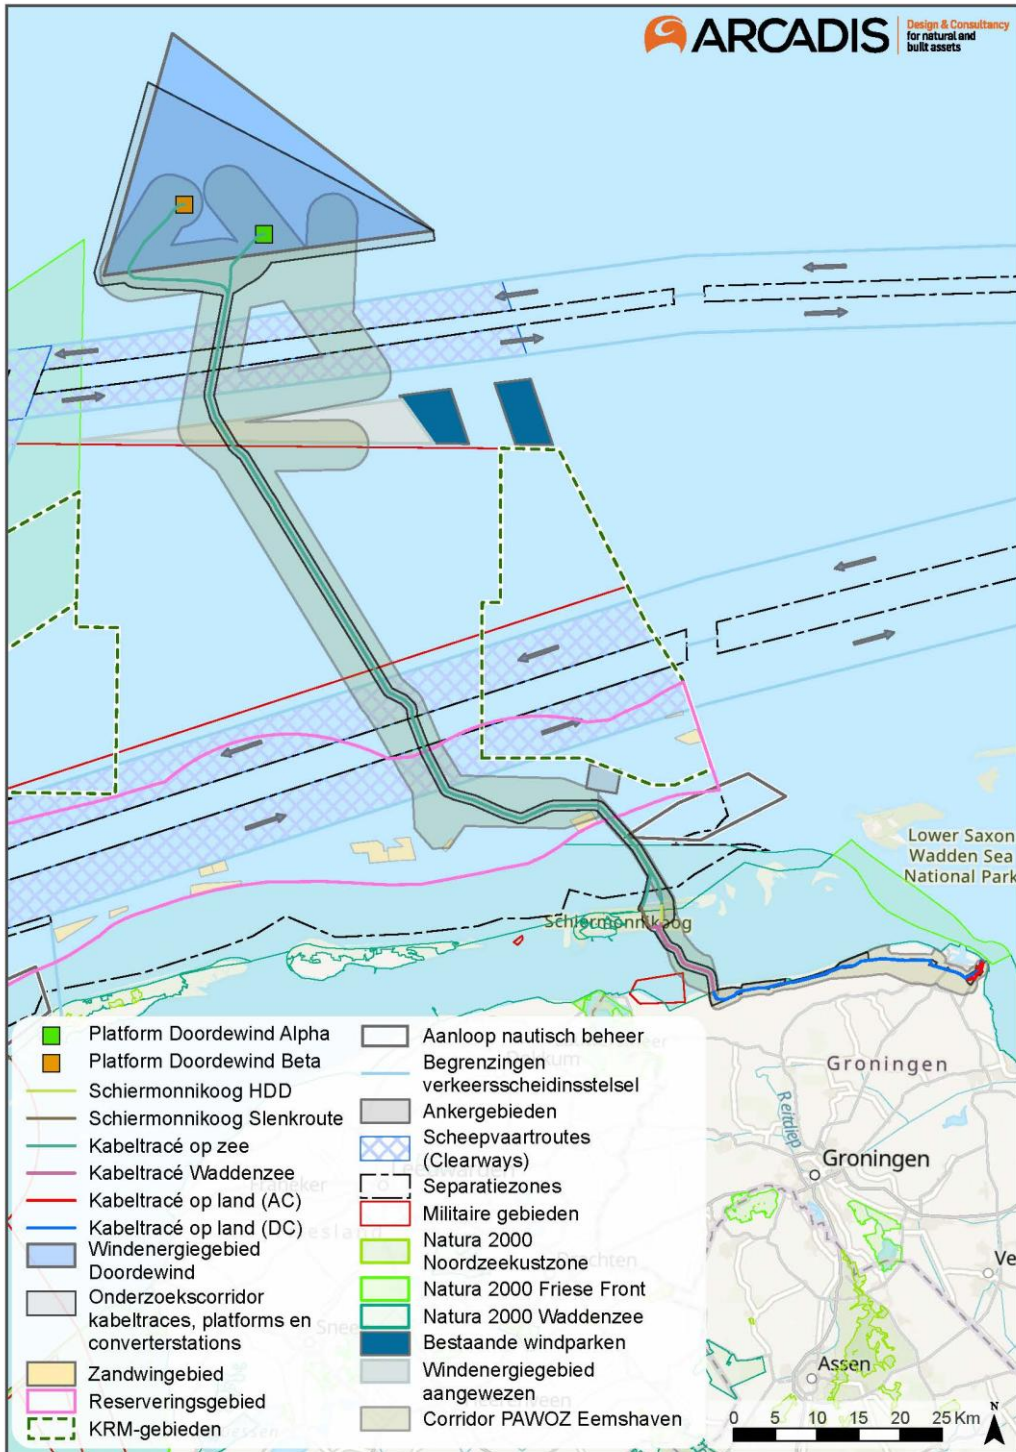 ARCADIS
Design & Consultancy
for natural and
built assets
Lower Saxon
Wadden Sea
National Park
Schiermonnikoog
Groningen
Reitdiep
Groningen
Assen
Ve
Platform Doordewind Alpha
Platform Doordewind Beta
Schiermonnikoog HDD
Schiermonnikoog Slenkroute
Kabeltracé op zee
Kabeltracé Waddenzee
Kabeltracé op land (AC)
Kabeltracé op land (DC)
Windenergiegebied
Doordewind
Onderzoekscorridor
kabeltraces, platforms en
converterstations
Zandwingebied
Reserveringsgebied
KRM-gebieden
Aanloop nautisch beheer
Begrenzingen
verkeersscheidinsstelsel
Ankergebieden
Scheepvaartroutes
(Clearways)
Separatiezones
Militaire gebieden
Natura 2000
Noordzeekustzone
Natura 2000 Friese Front
Natura 2000 Waddenzee
Bestaande windparken
Windenergiegebied
aangewezen
Corridor PAWOZ Eemshaven
0 5 10 15 20 25 Km
N